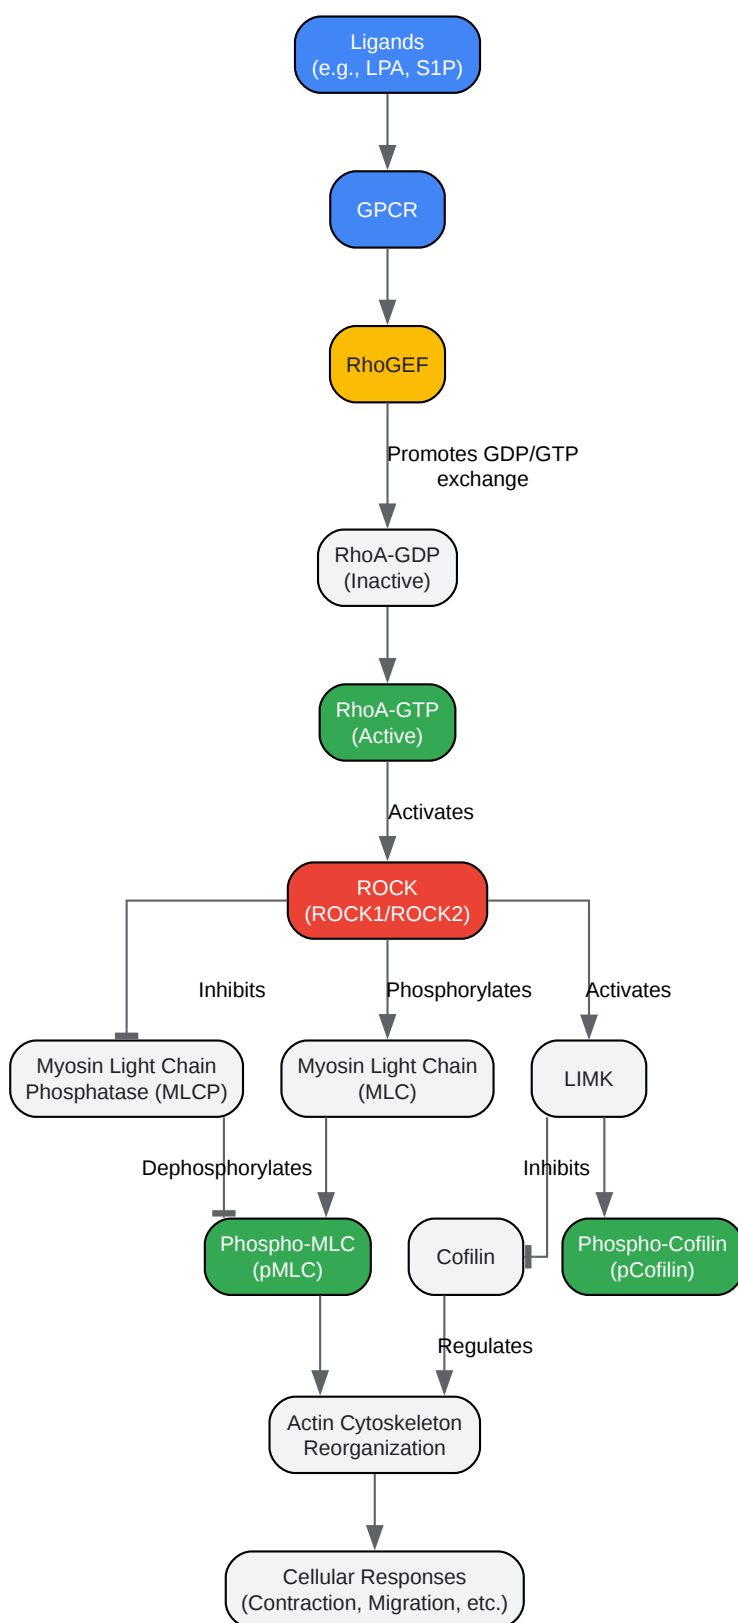 Ligands
(e.g., LPA, S1P)
GPCR
RhoGEF
Promotes GDP/GTP
exchange
RhoA-GDP
(Inactive)
RhoA-GTP
(Active)
Activates
ROCK
(ROCK1/ROCK2)
Inhibits
Phosphorylates
Activates
Myosin Light Chain
Phosphatase (MLCP)
Myosin Light Chain
(MLC)
LIMK
Dephosphorylates
Inhibits
Phospho-MLC
(pMLC)
Cofilin
Phospho-Cofilin
(pCofilin)
Regulates
Actin Cytoskeleton
Reorganization
Cellular Responses
(Contraction, Migration, etc.)